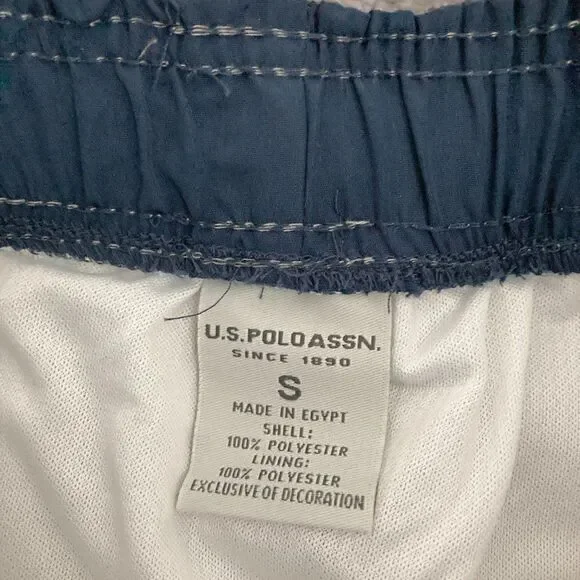 U.S. POLO ASSN.
SINCE 1890
S
MADE IN EGYPT
SHELL:
100% POLYESTER
LINING:
100% POLYESTER
EXCLUSIVE OF DECORATION